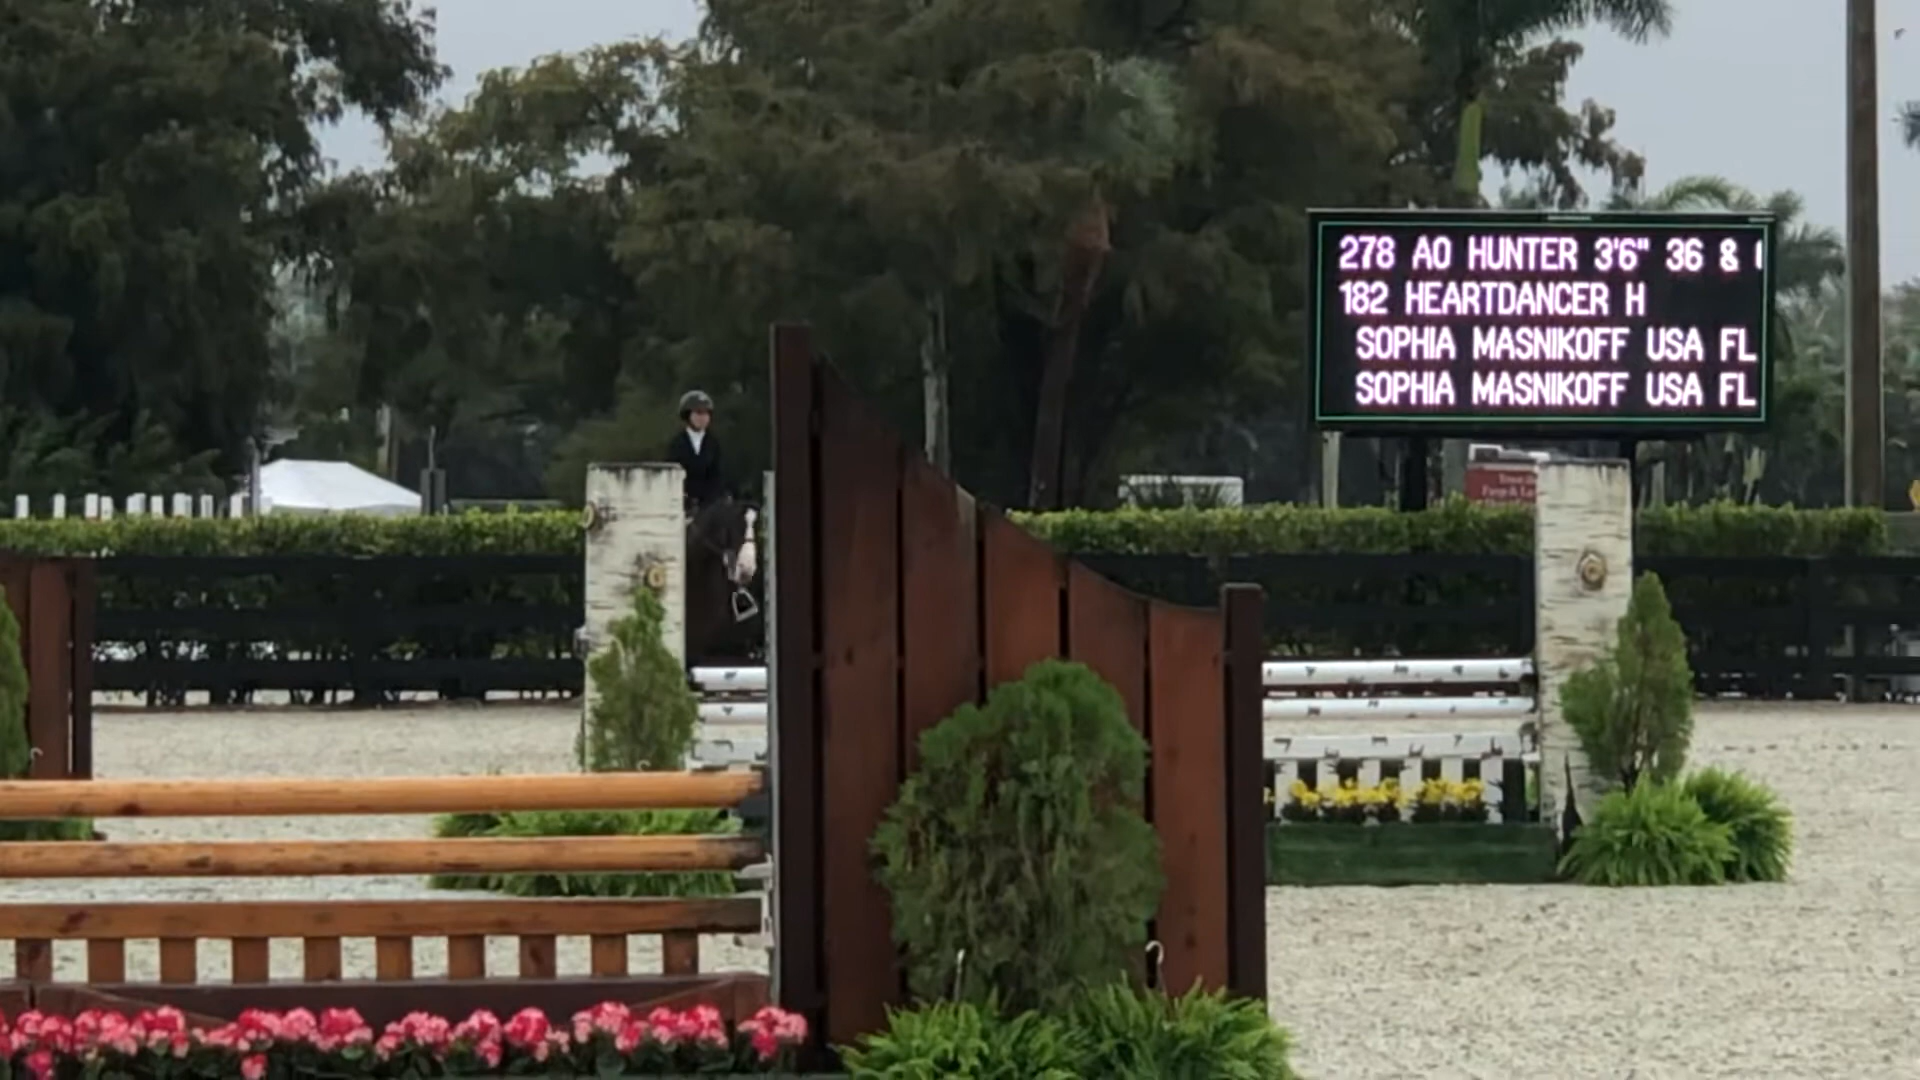 278 AO HUNTER 3'6" 36 &
182 HEARTDANCER H
SOPHIA MASNIKOFF USA FL
SOPHIA MASNIKOFF USA FL